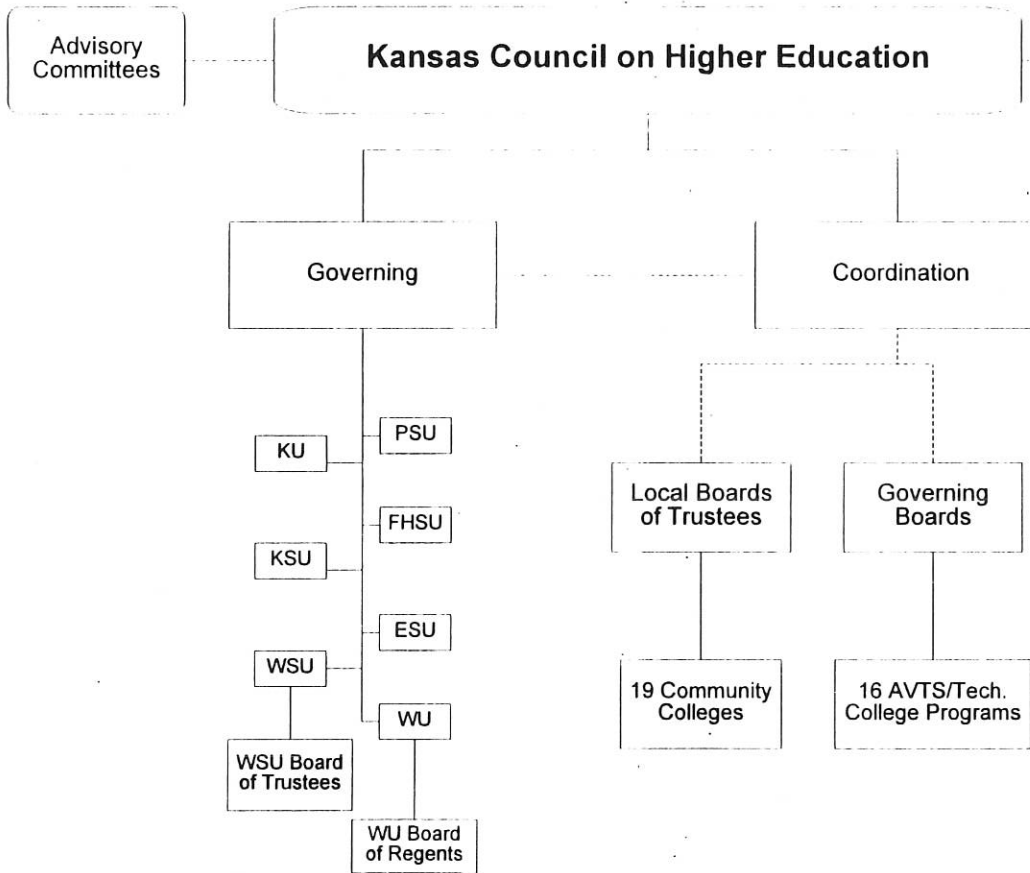 Advisory
Committees
Kansas Council on Higher Education
Governing
Coordination
PSU
KU
FHSU
KSU
ESU
WSU
WU
WSU Board
of Trustees
WU Board
of Regents
Local Boards
of Trustees
Governing
Boards
19 Community
Colleges
16 AVTS/Tech.
College Programs